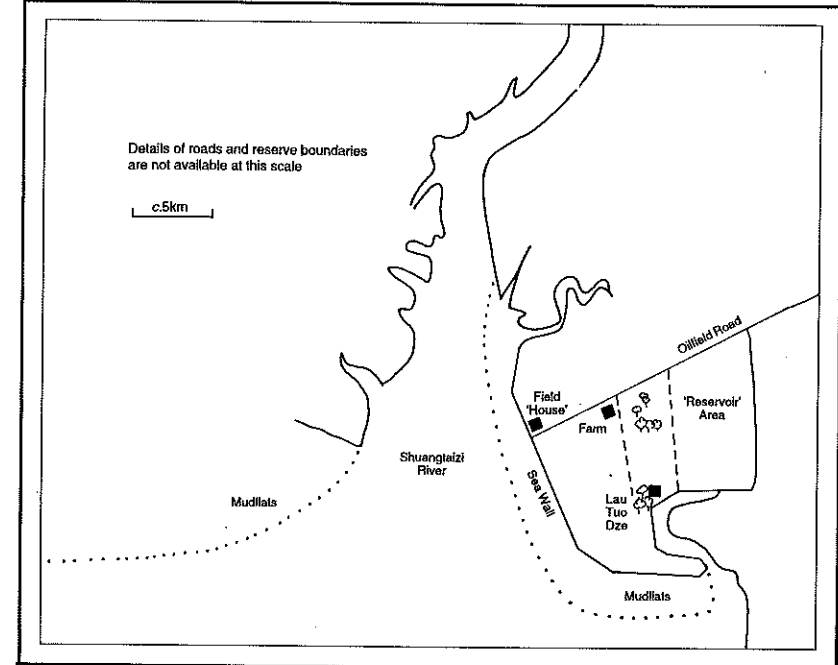 Details of roads and reserve boundaries
are not available at this scale
c.5km
Oilfield Road
Field
'House'
Farm
'Reservoir'
Area
Shuangtaizi
River
Sea Wall
Lau
Tuo
Dze
Mudflats
Mudflats